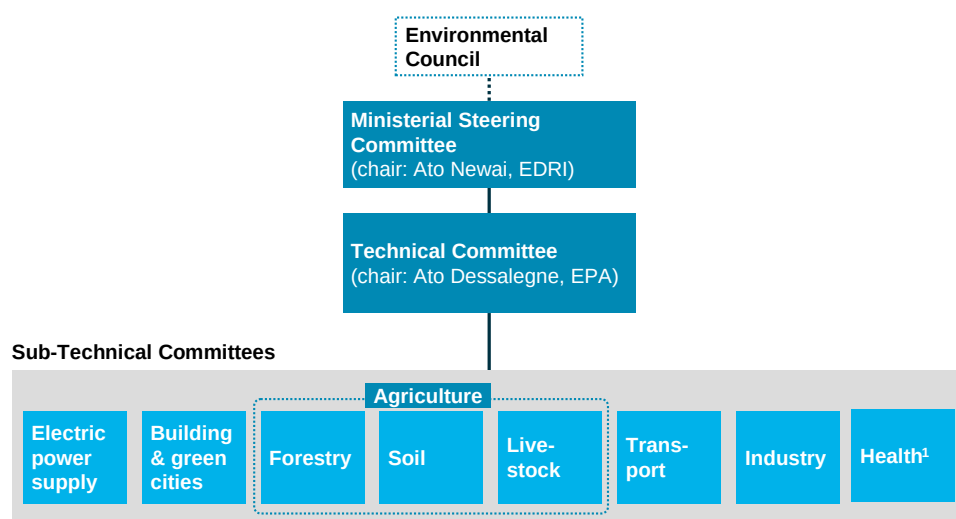 Environmental
Council
Ministerial Steering
Committee
(chair: Ato Newai, EDRI)
Technical Committee
(chair: Ato Dessalegne, EPA)
Sub-Technical Committees
Agriculture
Electric
power
supply
Building
& green
cities
Forestry
Soil
Live-
stock
Trans-
port
Industry
Health¹